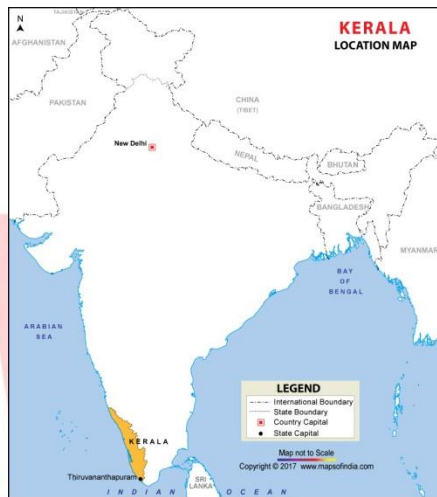 N
KERALA
LOCATION MAP
TAJIKISTAN
AFGHANISTAN
PAKISTAN
CHINA
(TIBET)
New Delhi
NEPAL
BHUTAN
BANGLADESH
MYANMAR
ARABIAN
SEA
BAY
OF
BENGAL
KERALA
Thiruvananthapuram
SRI
LANKA
INDIAN OCEAN
LEGEND
International Boundary
State Boundary
Country Capital
State Capital
Map not to Scale
Copyright © 2017 www.mapsofindia.com